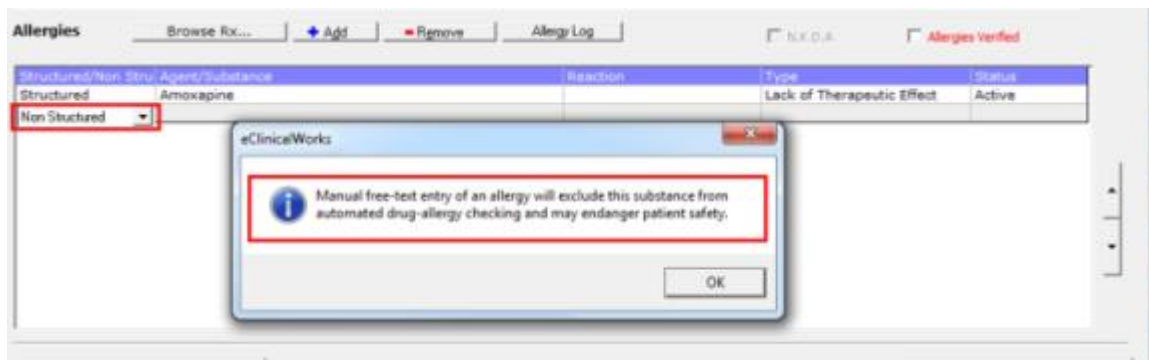 Allergies Browse Rx... Add Remove Allergy Log N.K.D.A. Allergies Verified
Structured/Non Stru Agent/Substance Reaction Type Status
Structured Amoxapine Lack of Therapeutic Effect Active
Non Structured
eClinicalWorks
Manual free-text entry of an allergy will exclude this substance from
automated drug-allergy checking and may endanger patient safety.
OK